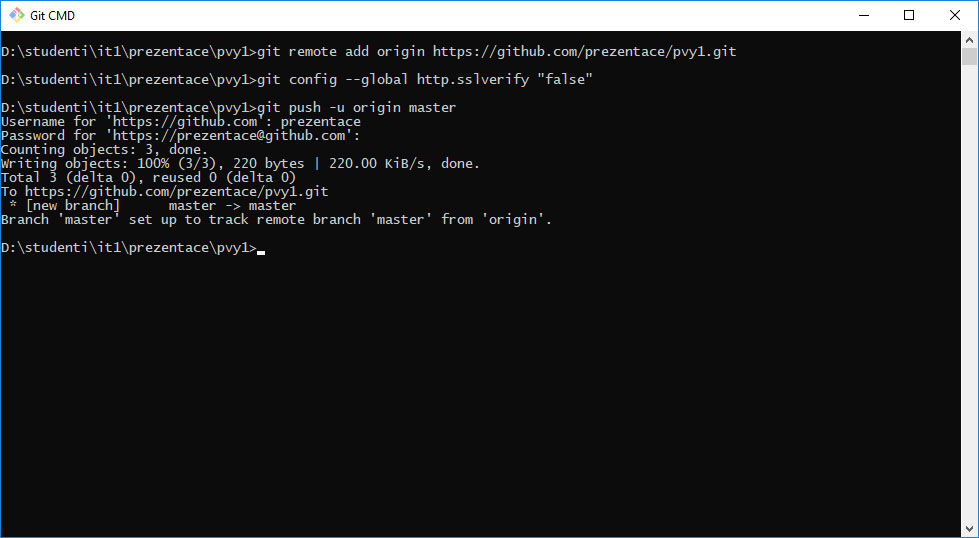 Git CMD
D:\studenti\it1\prezentace\pvy1>git remote add origin https://github.com/prezentace/pvy1.git
D:\studenti\it1\prezentace\pvy1>git config --global http.sslverify "false"
D:\studenti\it1\prezentace\pvy1>git push -u origin master
Username for 'https://github.com': prezentace
Password for 'https://prezentace@github.com':
Counting objects: 3, done.
Writing objects: 100% (3/3), 220 bytes | 220.00 KiB/s, done.
Total 3 (delta 0), reused 0 (delta 0)
To https://github.com/prezentace/pvy1.git
 * [new branch]      master -> master
Branch 'master' set up to track remote branch 'master' from 'origin'.
D:\studenti\it1\prezentace\pvy1>